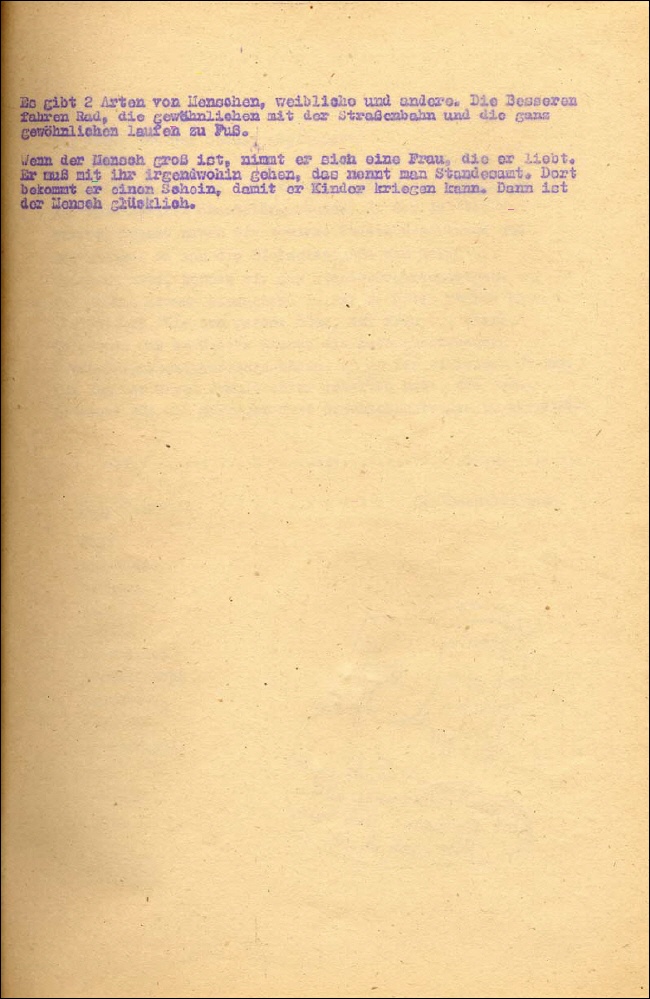 Es gibt 2 Arten von Menschen, weibliche und andere. Die Besseren
fahren Rad, die gewöhnlichen mit der Straßenbahn und die ganz
gewöhnlichen laufen zu Fuß.
Wenn der Mensch groß ist, nimmt er sich eine Frau, die er liebt.
Er muß mit ihr irgendwohin gehen, das nennt man Standesamt. Dort
bekommt er einen Schein, damit er Kinder kriegen kann. Dann ist
der Mensch glücklich.